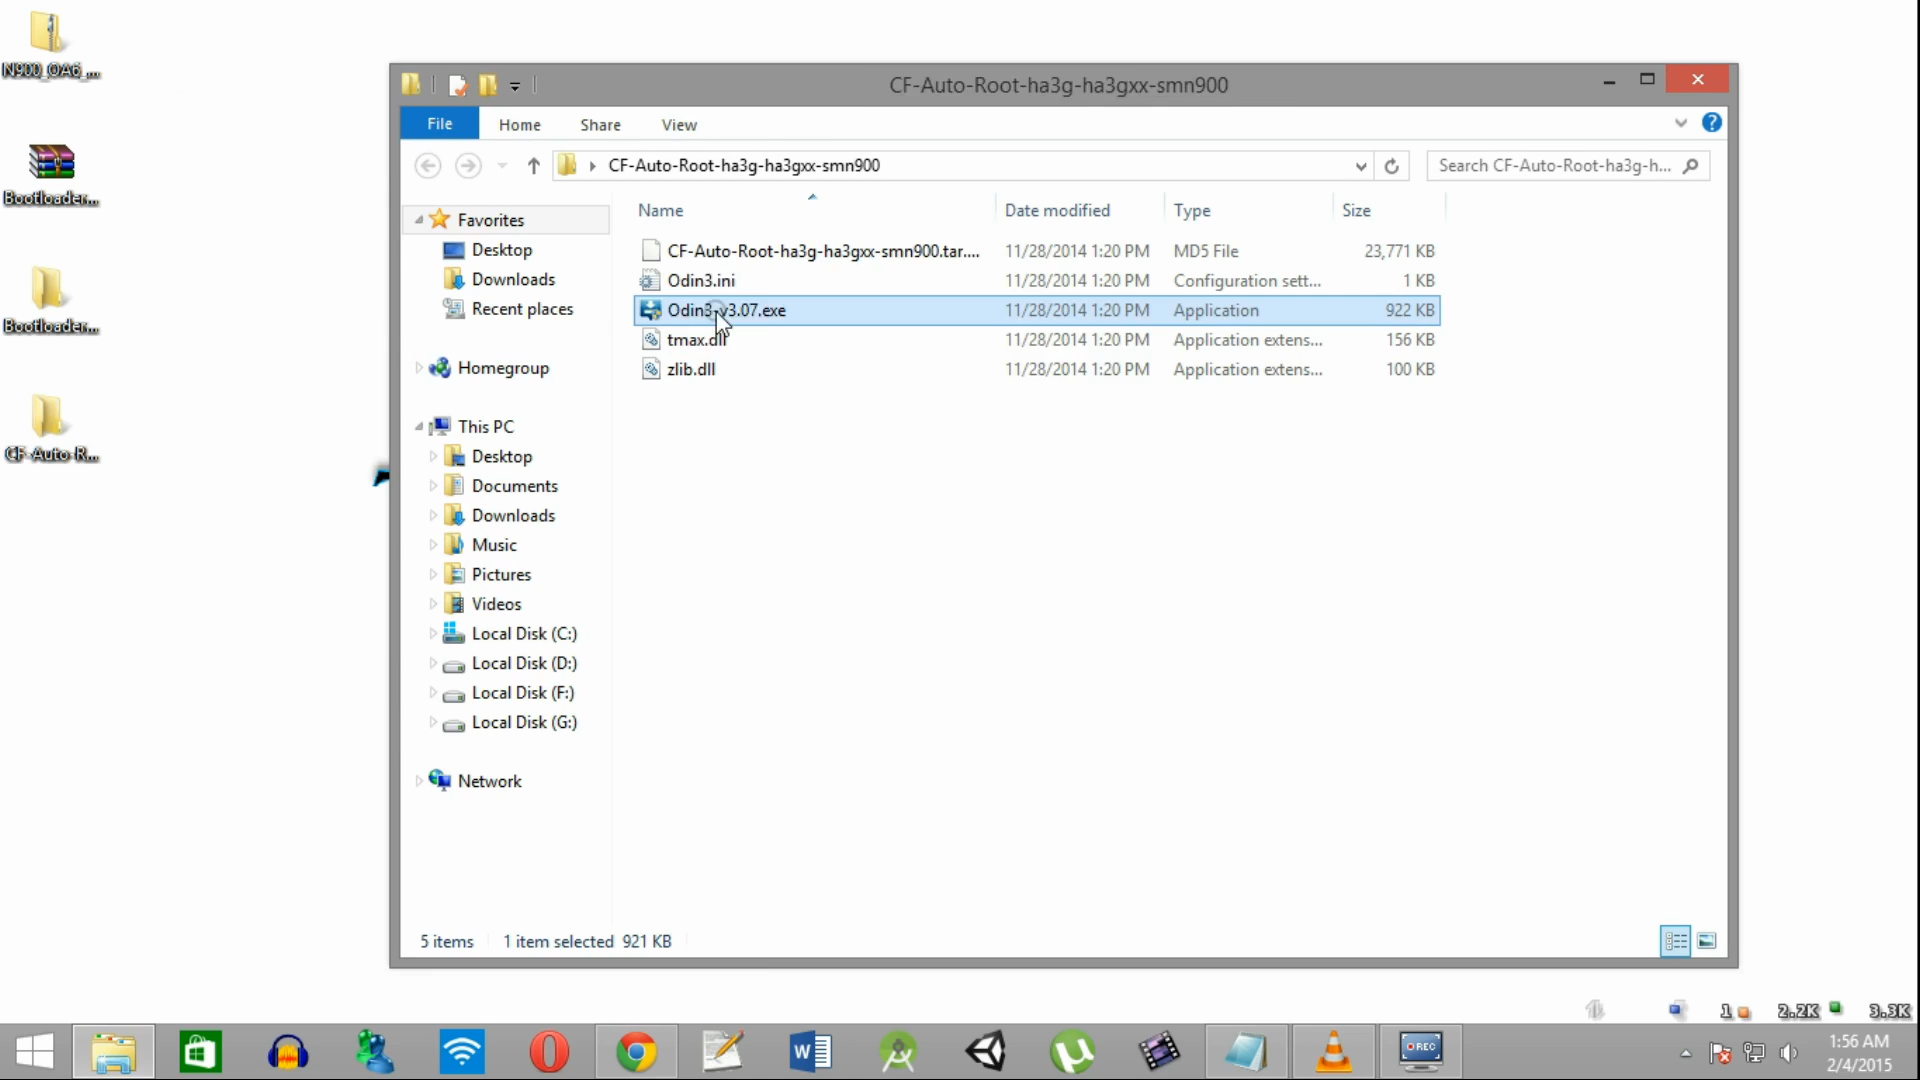 N900_OA6_...
Bootloader...
Bootloader...
CF-Auto-R...
CF-Auto-Root-ha3g-ha3gxx-smn900
File Home Share View
CF-Auto-Root-ha3g-ha3gxx-smn900
Search CF-Auto-Root-ha3g-h...
Favorites
Desktop
Downloads
Recent places
Homegroup
This PC
Desktop
Documents
Downloads
Music
Pictures
Videos
Local Disk (C:)
Local Disk (D:)
Local Disk (F:)
Local Disk (G:)
Network
Name Date modified Type Size
CF-Auto-Root-ha3g-ha3gxx-smn900.tar.... 11/28/2014 1:20 PM MD5 File 23,771 KB
Odin3.ini 11/28/2014 1:20 PM Configuration sett... 1 KB
Odin3-v3.07.exe 11/28/2014 1:20 PM Application 922 KB
tmax.dll 11/28/2014 1:20 PM Application extens... 156 KB
zlib.dll 11/28/2014 1:20 PM Application extens... 100 KB
5 items 1 item selected 921 KB
1 2.2K 3.3K
REC
1:56 AM
2/4/2015